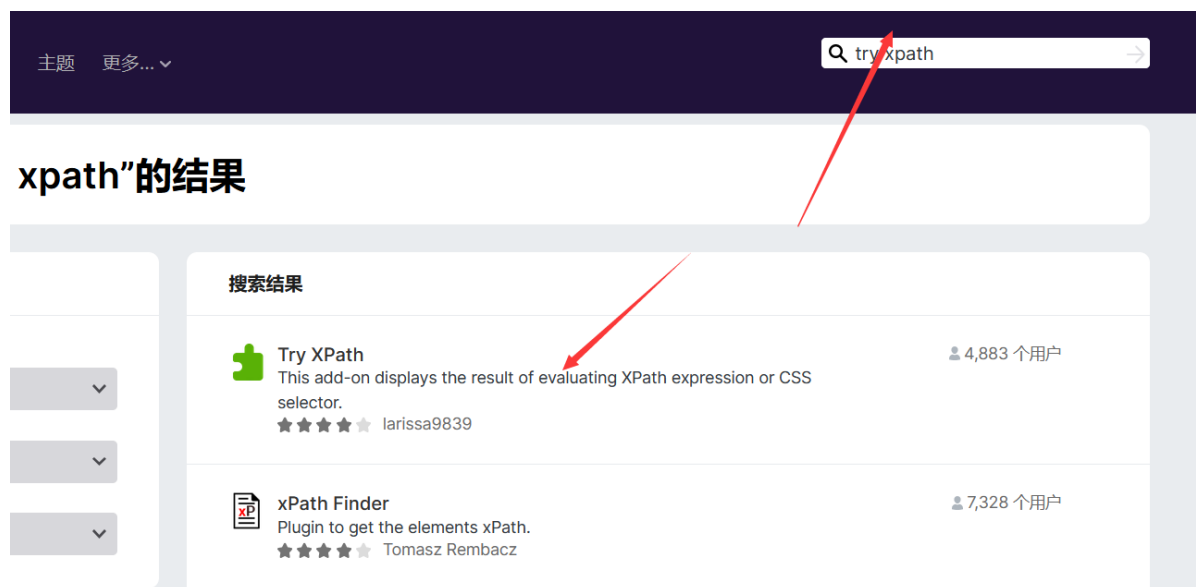 主题 更多...
try xpath
xpath”的结果
搜索结果
Try XPath
4,883 个用户
This add-on displays the result of evaluating XPath expression or CSS
selector.
larissa9839
xP
xPath Finder
7,328 个用户
Plugin to get the elements xPath.
Tomasz Rembacz